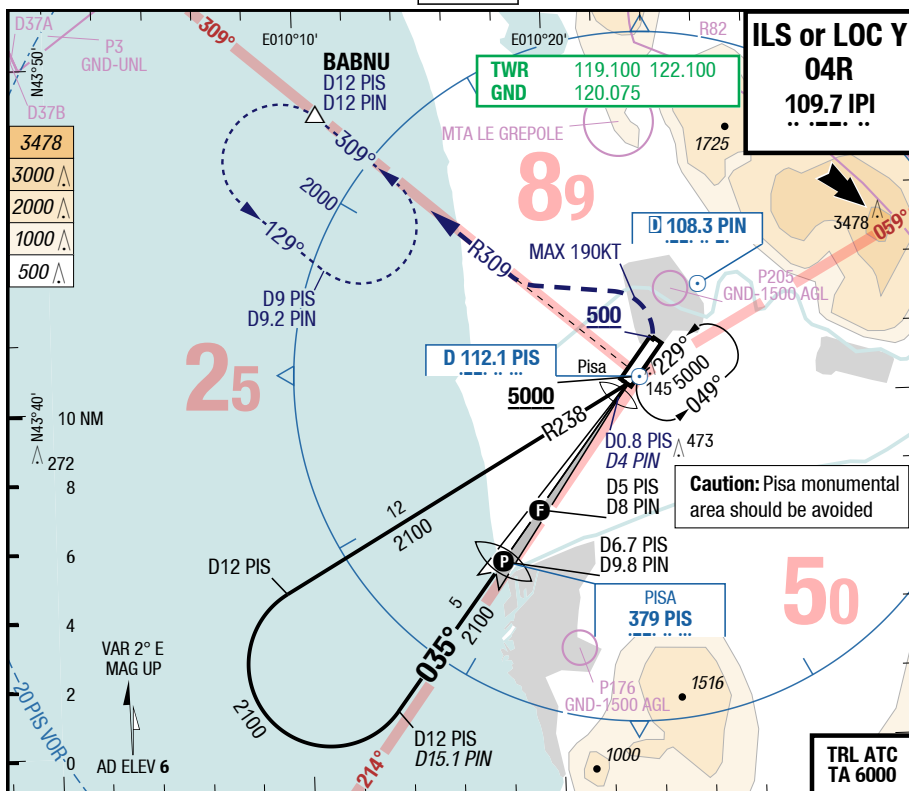 ILS or LOC Y
04R
109.7 IPI
D37A
P3
GND-UNL
N43°50'
D37B
309°
E010°10'
E010°20'
R82
BABNU
D12 PIS
D12 PIN
TWR 119.100 122.100
GND 120.075
MTA LE GREPOLE
1725
3478
3000
2000
1000
500
309°
2000
129°
D9 PIS
D9.2 PIN
89
R309
MAX 190KT
D 108.3 PIN
3478
059°
P205
GND-1500 AGL
500
D 112.1 PIS
Pisa
5000
229°
145 5000
049°
25
N43°40'
10 NM
272
R238
D0.8 PIS
D4 PIN
473
D5 PIS
D8 PIN
Caution: Pisa monumental
area should be avoided
8
12
2100
F
6
D12 PIS
P
D6.7 PIS
D9.8 PIN
PISA
379 PIS
50
4
5
2100
035°
VAR 2° E
MAG UP
2
2100
P176
GND-1500 AGL
1516
20 PIS VOR
D12 PIS
D15.1 PIN
0
AD ELEV 6
214°
1000
TRL ATC
TA 6000